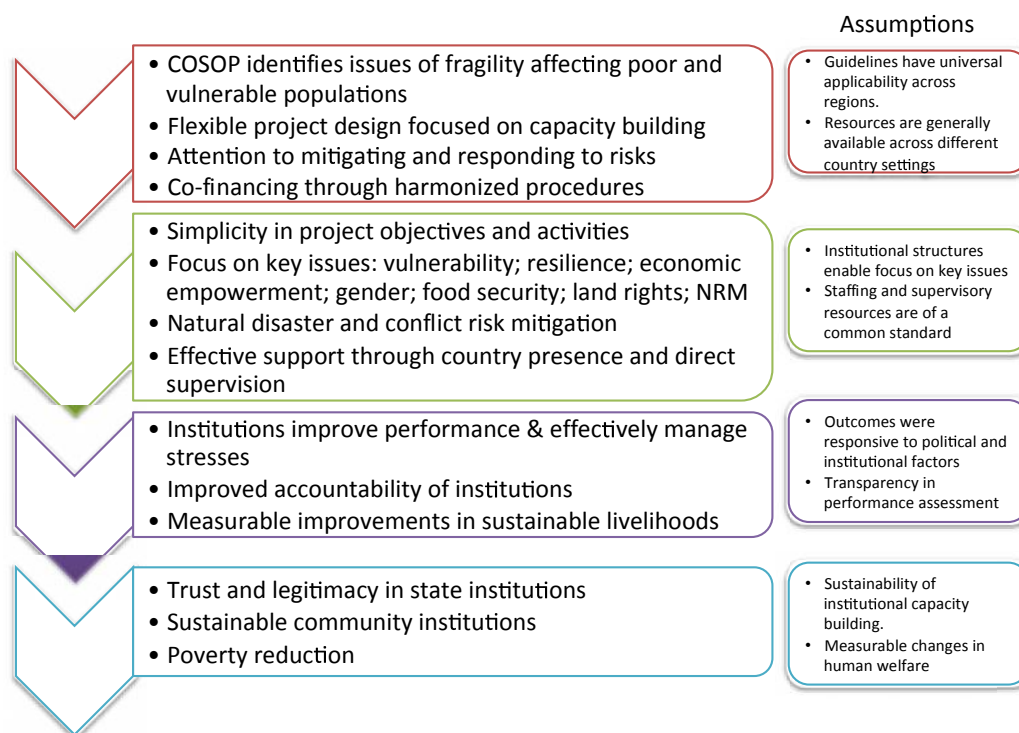 Assumptions
• COSOP identifies issues of fragility affecting poor and
vulnerable populations
• Flexible project design focused on capacity building
• Attention to mitigating and responding to risks
• Co-financing through harmonized procedures
• Guidelines have universal
applicability across
regions.
• Resources are generally
available across different
country settings
• Simplicity in project objectives and activities
• Focus on key issues: vulnerability; resilience; economic
empowerment; gender; food security; land rights; NRM
• Natural disaster and conflict risk mitigation
• Effective support through country presence and direct
supervision
• Institutional structures
enable focus on key issues
• Staffing and supervisory
resources are of a
common standard
• Institutions improve performance & effectively manage
stresses
• Improved accountability of institutions
• Measurable improvements in sustainable livelihoods
• Outcomes were
responsive to political and
institutional factors
• Transparency in
performance assessment
• Trust and legitimacy in state institutions
• Sustainable community institutions
• Poverty reduction
• Sustainability of
institutional capacity
building.
• Measurable changes in
human welfare